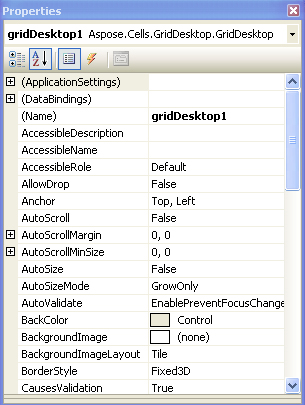 Properties
gridDesktop1 Aspose.Cells.GridDesktop.GridDesktop
(ApplicationSettings)
(DataBindings)
(Name) gridDesktop1
AccessibleDescription
AccessibleName
AccessibleRole Default
AllowDrop False
Anchor Top, Left
AutoScroll False
AutoScrollMargin 0, 0
AutoScrollMinSize 0, 0
AutoSize False
AutoSizeMode GrowOnly
AutoValidate EnablePreventFocusChange
BackColor Control
BackgroundImage (none)
BackgroundImageLayout Tile
BorderStyle Fixed3D
CausesValidation True